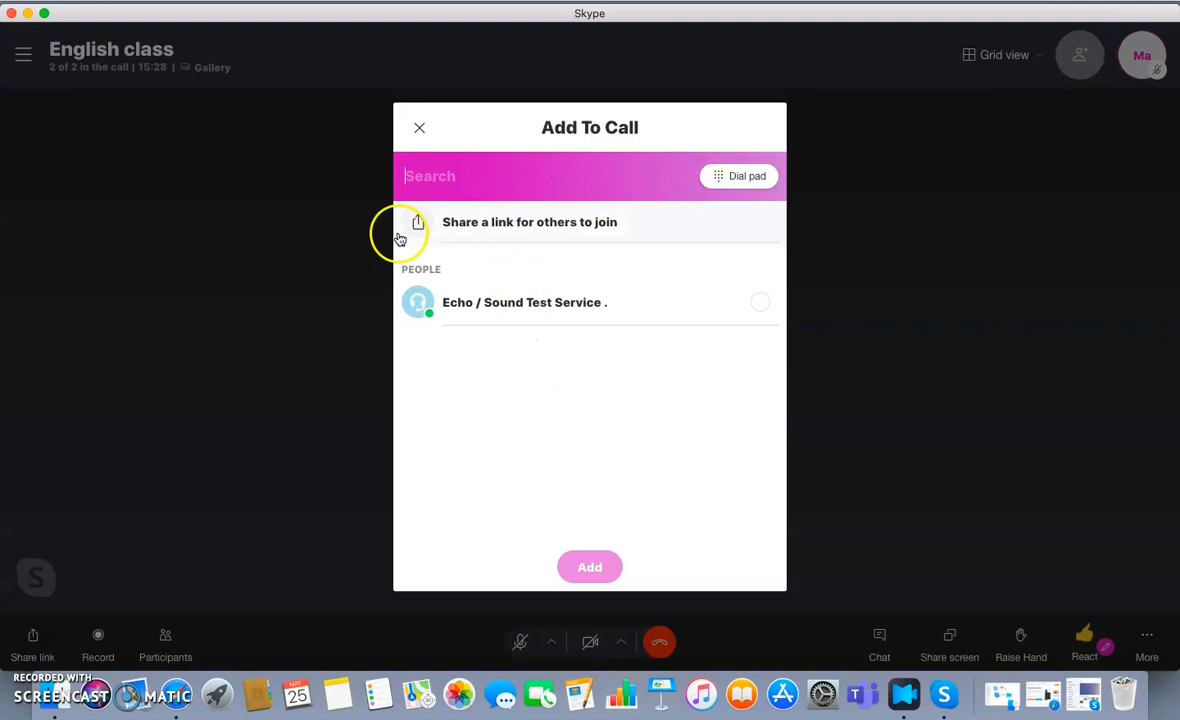 Skype
English class
2 of 2 in the call | 15:28 | Gallery
Grid view
Ma
Add To Call
Search
Dial pad
Share a link for others to join
PEOPLE
Echo / Sound Test Service .
Add
S
Share link
Record
Participants
Chat
Share screen
Raise Hand
React
More
RECORDED WITH
SCREENCAST MATIC
MAY
25
S